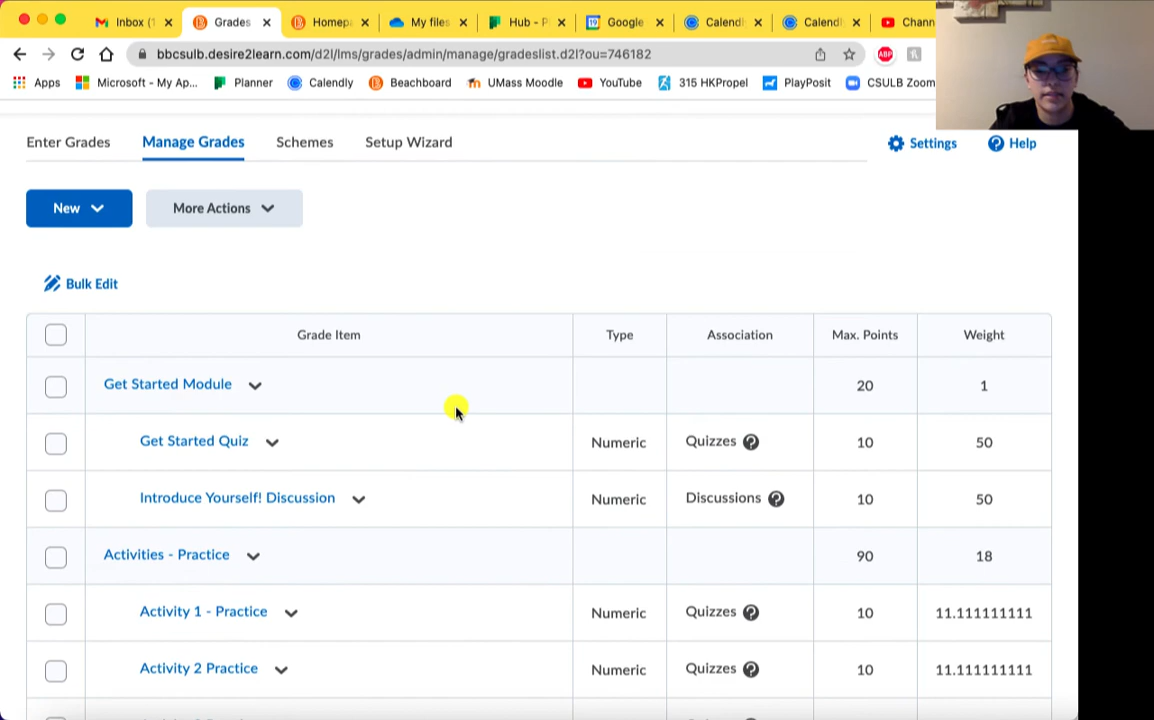 Inbox (1
Grades
Homepa
My files
Hub - P
Google
Calendl
Calendl
Chann
bbcsulb.desire2learn.com/d2l/lms/grades/admin/manage/gradeslist.d2l?ou=746182
ABP
Apps
Microsoft - My Ap...
Planner
Calendly
Beachboard
UMass Moodle
YouTube
315 HKPropel
PlayPosit
CSULB Zoom
Enter Grades
Manage Grades
Schemes
Setup Wizard
Settings
Help
New
More Actions
Bulk Edit
Grade Item Type Association Max. Points Weight
Get Started Module 20 1
Get Started Quiz Numeric Quizzes 10 50
Introduce Yourself! Discussion Numeric Discussions 10 50
Activities - Practice 90 18
Activity 1 - Practice Numeric Quizzes 10 11.111111111
Activity 2 Practice Numeric Quizzes 10 11.111111111